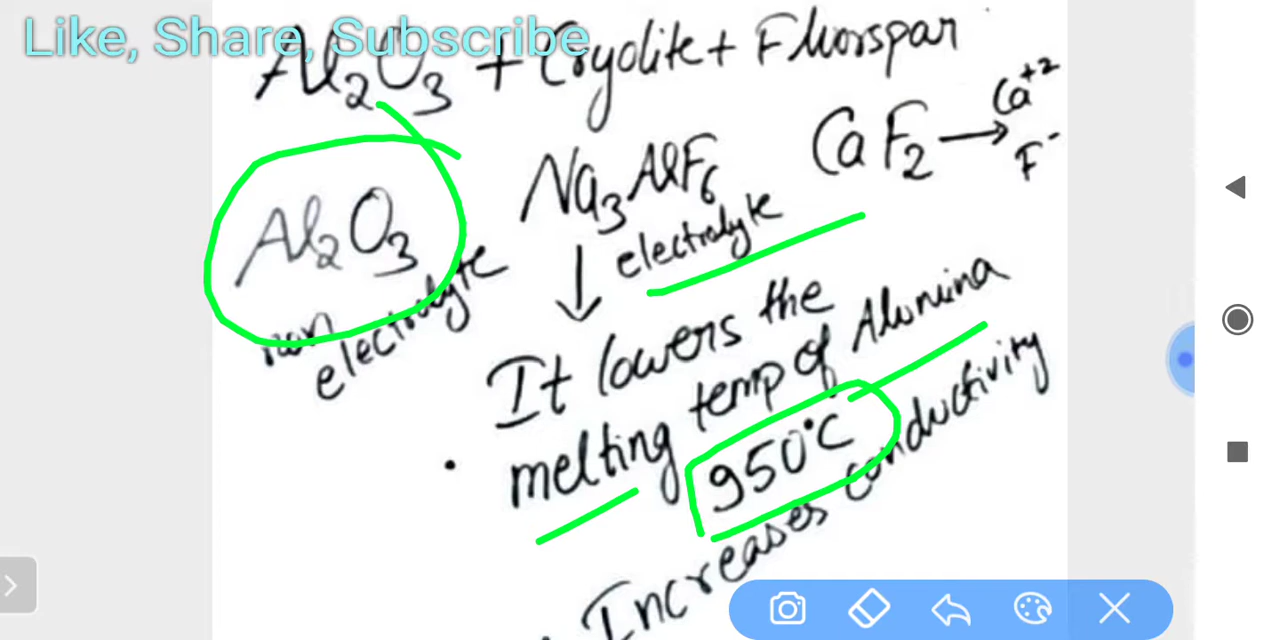 Like, Share, Subscribe
Al2O3 + Cryolite + Fluorspar
Na3AlF6
CaF2 → Ca+2
F-
Al2O3
non
electrolyte
electrolyte
↓
It lowers the
melting temp of Alumina
950°C
Increases conductivity